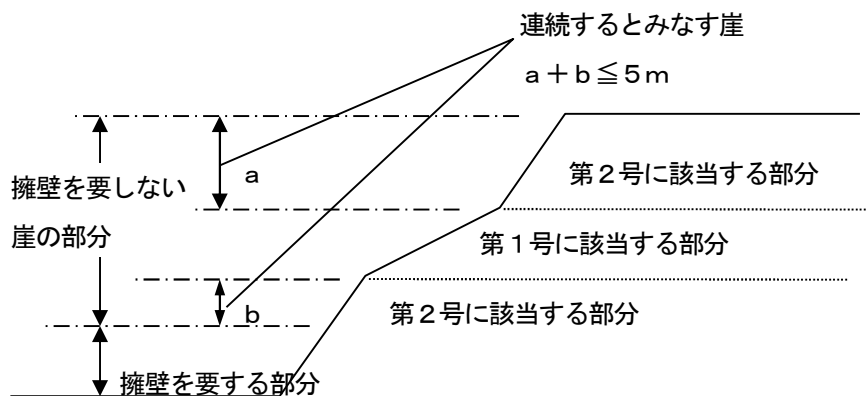 連続するとみなす崖
ａ＋ｂ≦５ｍ
擁壁を要しない
崖の部分
ａ
第２号に該当する部分
第１号に該当する部分
ｂ
第２号に該当する部分
擁壁を要する部分